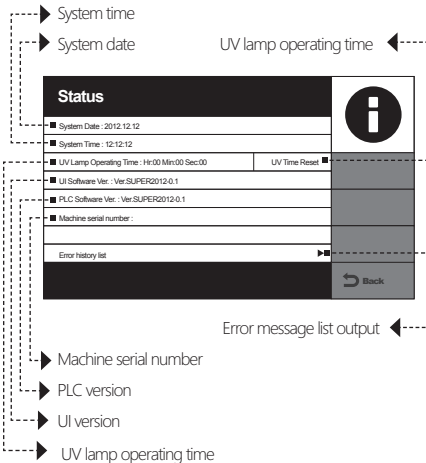 System time
System date
UV lamp operating time
Status
System Date : 2012.12.12
System Time : 12:12:12
UV Lamp Operating Time : Hr:00 Min:00 Sec:00
UV Time Reset
UI Software Ver. : Ver.SUPER2012-0.1
PLC Software Ver. : Ver.SUPER2012-0.1
Machine serial number :
Error history list
Back
Error message list output
Machine serial number
PLC version
UI version
UV lamp operating time